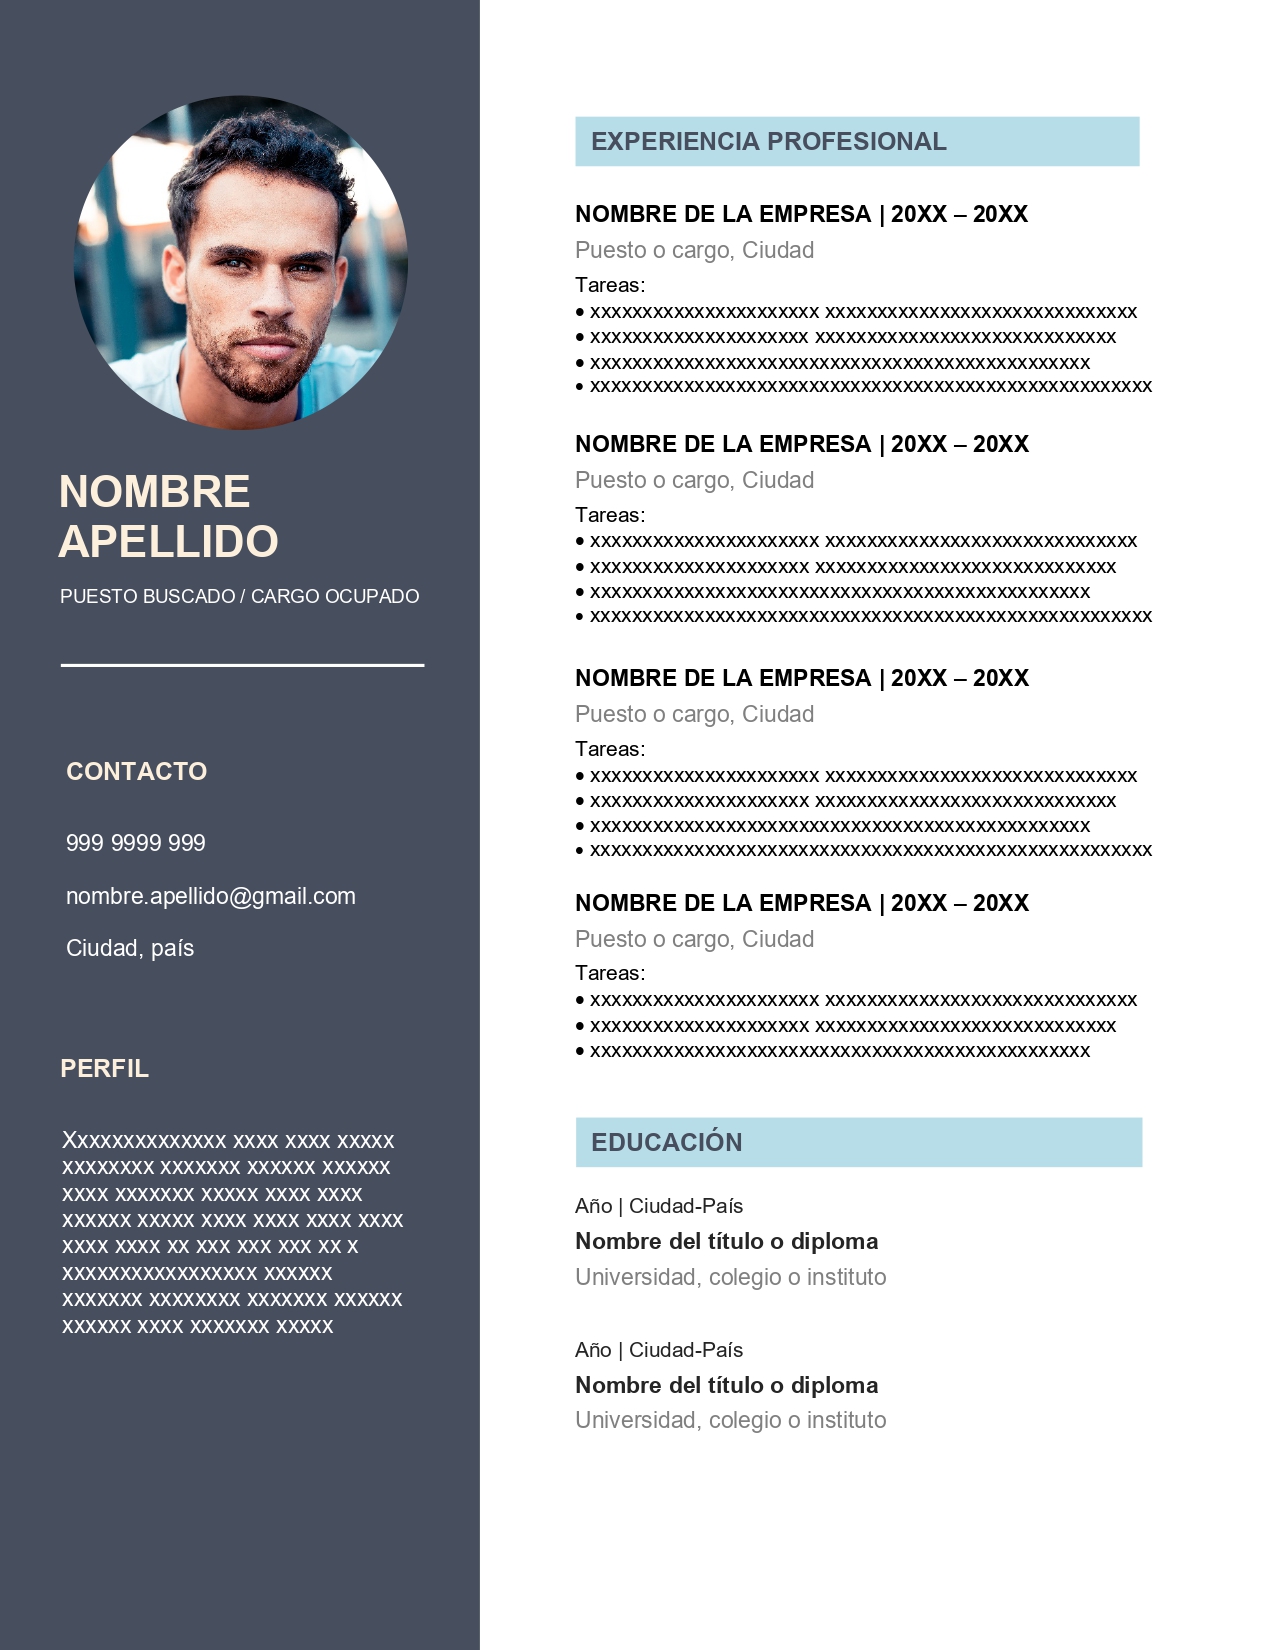 NOMBRE
APELLIDO
PUESTO BUSCADO / CARGO OCUPADO
CONTACTO
999 9999 999
nombre.apellido@gmail.com
Ciudad, país
PERFIL
Xxxxxxxxxxxxxx xxxx xxxx xxxxx
xxxxxxxx xxxxxxx xxxxxx xxxxxx
xxxx xxxxxxx xxxxx xxxx xxxx
xxxxxx xxxxx xxxx xxxx xxxx xxxx
xxxx xxxx xx xxx xxx xxx xx x
xxxxxxxxxxxxxxxxx xxxxxx
xxxxxxx xxxxxxxx xxxxxxx xxxxxx
xxxxxx xxxx xxxxxxx xxxxx
EXPERIENCIA PROFESIONAL
NOMBRE DE LA EMPRESA | 20XX – 20XX
Puesto o cargo, Ciudad
Tareas:
• xxxxxxxxxxxxxxxxxxxxxx xxxxxxxxxxxxxxxxxxxxxxxxxxxxxx
• xxxxxxxxxxxxxxxxxxxxx xxxxxxxxxxxxxxxxxxxxxxxxxxxxx
• xxxxxxxxxxxxxxxxxxxxxxxxxxxxxxxxxxxxxxxxxxxxxxxx
• xxxxxxxxxxxxxxxxxxxxxxxxxxxxxxxxxxxxxxxxxxxxxxxxxxxxxx
NOMBRE DE LA EMPRESA | 20XX – 20XX
Puesto o cargo, Ciudad
Tareas:
• xxxxxxxxxxxxxxxxxxxxxx xxxxxxxxxxxxxxxxxxxxxxxxxxxxxx
• xxxxxxxxxxxxxxxxxxxxx xxxxxxxxxxxxxxxxxxxxxxxxxxxxx
• xxxxxxxxxxxxxxxxxxxxxxxxxxxxxxxxxxxxxxxxxxxxxxxx
• xxxxxxxxxxxxxxxxxxxxxxxxxxxxxxxxxxxxxxxxxxxxxxxxxxxxxx
NOMBRE DE LA EMPRESA | 20XX – 20XX
Puesto o cargo, Ciudad
Tareas:
• xxxxxxxxxxxxxxxxxxxxxx xxxxxxxxxxxxxxxxxxxxxxxxxxxxxx
• xxxxxxxxxxxxxxxxxxxxx xxxxxxxxxxxxxxxxxxxxxxxxxxxxx
• xxxxxxxxxxxxxxxxxxxxxxxxxxxxxxxxxxxxxxxxxxxxxxxx
• xxxxxxxxxxxxxxxxxxxxxxxxxxxxxxxxxxxxxxxxxxxxxxxxxxxxxx
NOMBRE DE LA EMPRESA | 20XX – 20XX
Puesto o cargo, Ciudad
Tareas:
• xxxxxxxxxxxxxxxxxxxxxx xxxxxxxxxxxxxxxxxxxxxxxxxxxxxx
• xxxxxxxxxxxxxxxxxxxxx xxxxxxxxxxxxxxxxxxxxxxxxxxxxx
• xxxxxxxxxxxxxxxxxxxxxxxxxxxxxxxxxxxxxxxxxxxxxxxx
EDUCACIÓN
Año | Ciudad-País
Nombre del título o diploma
Universidad, colegio o instituto
Año | Ciudad-País
Nombre del título o diploma
Universidad, colegio o instituto